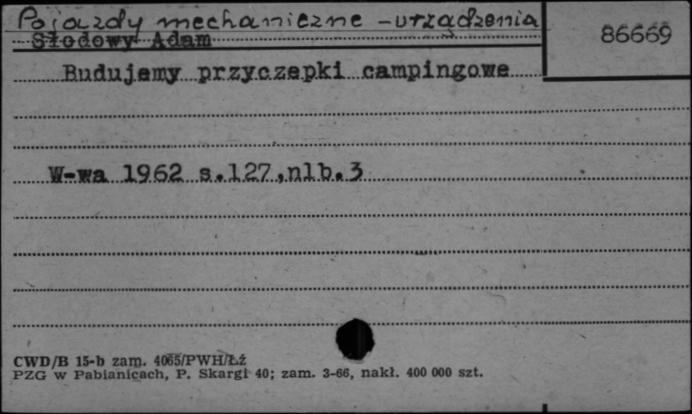 Pojazdy mechaniczne - urządzenia
86669
Słodowy Adam
Budujemy przyczepki campingowe
W-wa 1962 s.127,nlb.3
CWD/B 15-b zam. 4065/PWH/Łź
PZG w Pabianicach, P. Skargi 40; zam. 3-66, nakł. 400 000 szt.